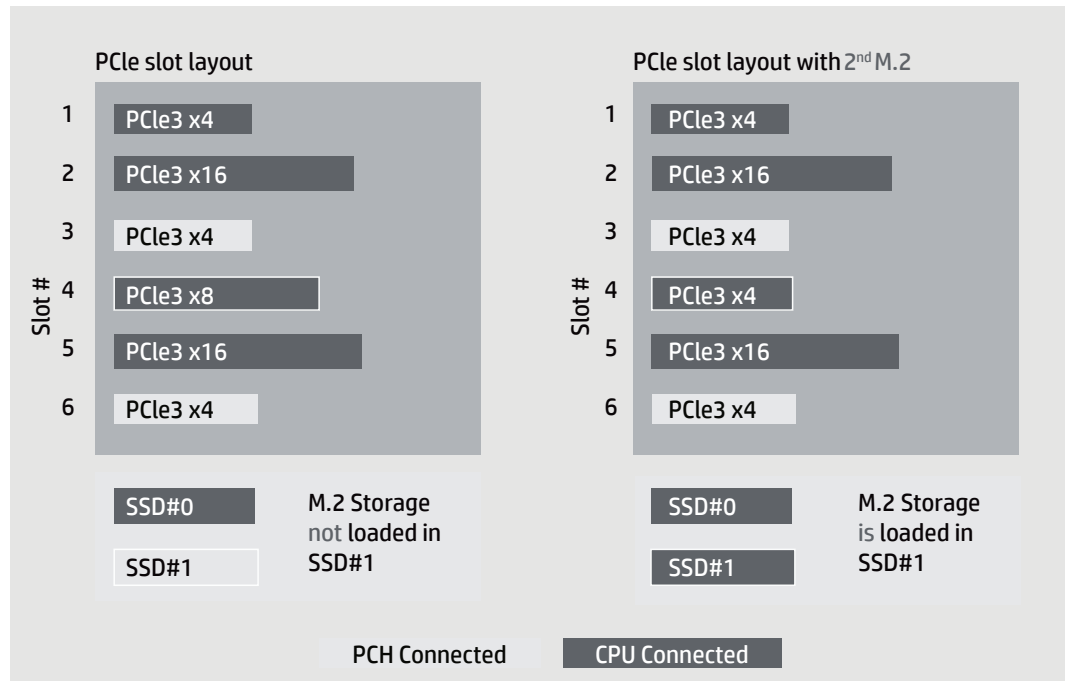 PCIe slot layout
1 PCIe3 x4
2 PCIe3 x16
3 PCIe3 x4
4 PCIe3 x8
5 PCIe3 x16
6 PCIe3 x4
Slot #
SSD#0
SSD#1
M.2 Storage
not loaded in
SSD#1
PCIe slot layout with 2nd M.2
1 PCIe3 x4
2 PCIe3 x16
3 PCIe3 x4
4 PCIe3 x4
5 PCIe3 x16
6 PCIe3 x4
Slot #
SSD#0
SSD#1
M.2 Storage
is loaded in
SSD#1
PCH Connected
CPU Connected